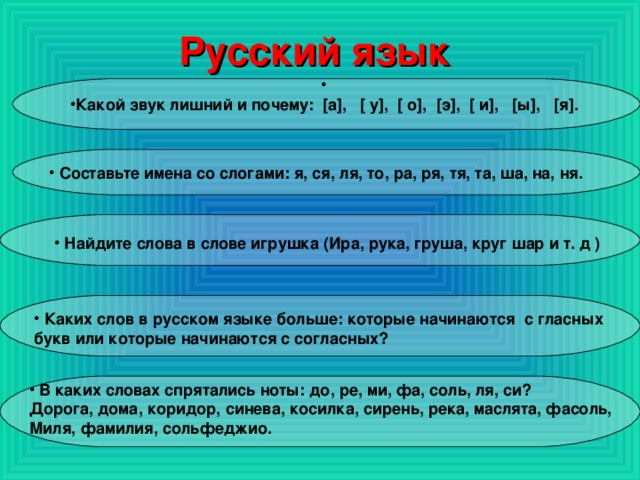 Русский язык
•
•Какой звук лишний и почему: [а], [ у], [ о], [э], [ и], [ы], [я].
• Составьте имена со слогами: я, ся, ля, то, ра, ря, тя, та, ша, на, ня.
• Найдите слова в слове игрушка (Ира, рука, груша, круг шар и т. д )
• Каких слов в русском языке больше: которые начинаются с гласных
букв или которые начинаются с согласных?
• В каких словах спрятались ноты: до, ре, ми, фа, соль, ля, си?
Дорога, дома, коридор, синева, косилка, сирень, река, маслята, фасоль,
Миля, фамилия, сольфеджио.